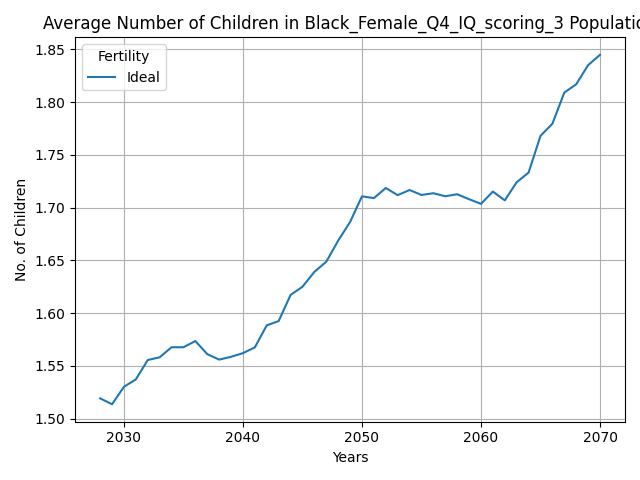 Average Number of Children in Black_Female_Q4_IQ_scoring_3 Populatio
1.85
1.80
1.75
1.70
1.65
1.60
1.55
1.50
No. of Children
Fertility
Ideal
2030 2040 2050 2060 2070
Years